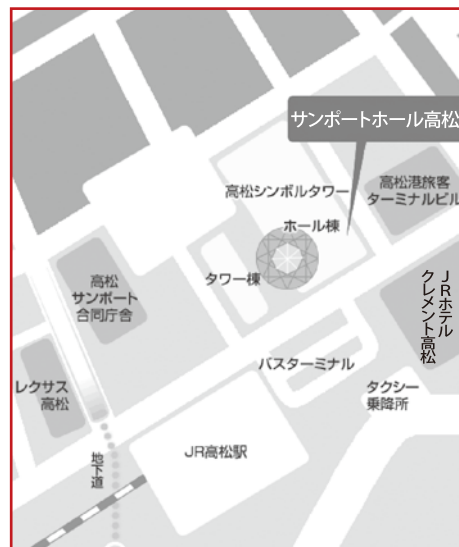 サンポートホール高松
高松シンボルタワー
高松港旅客
ターミナルビル
ホール棟
タワー棟
高松
サンポート
合同庁舎
JRホテル
クレメント高松
バスターミナル
レクサス
高松
タクシー
乗降所
JR高松駅
地下道